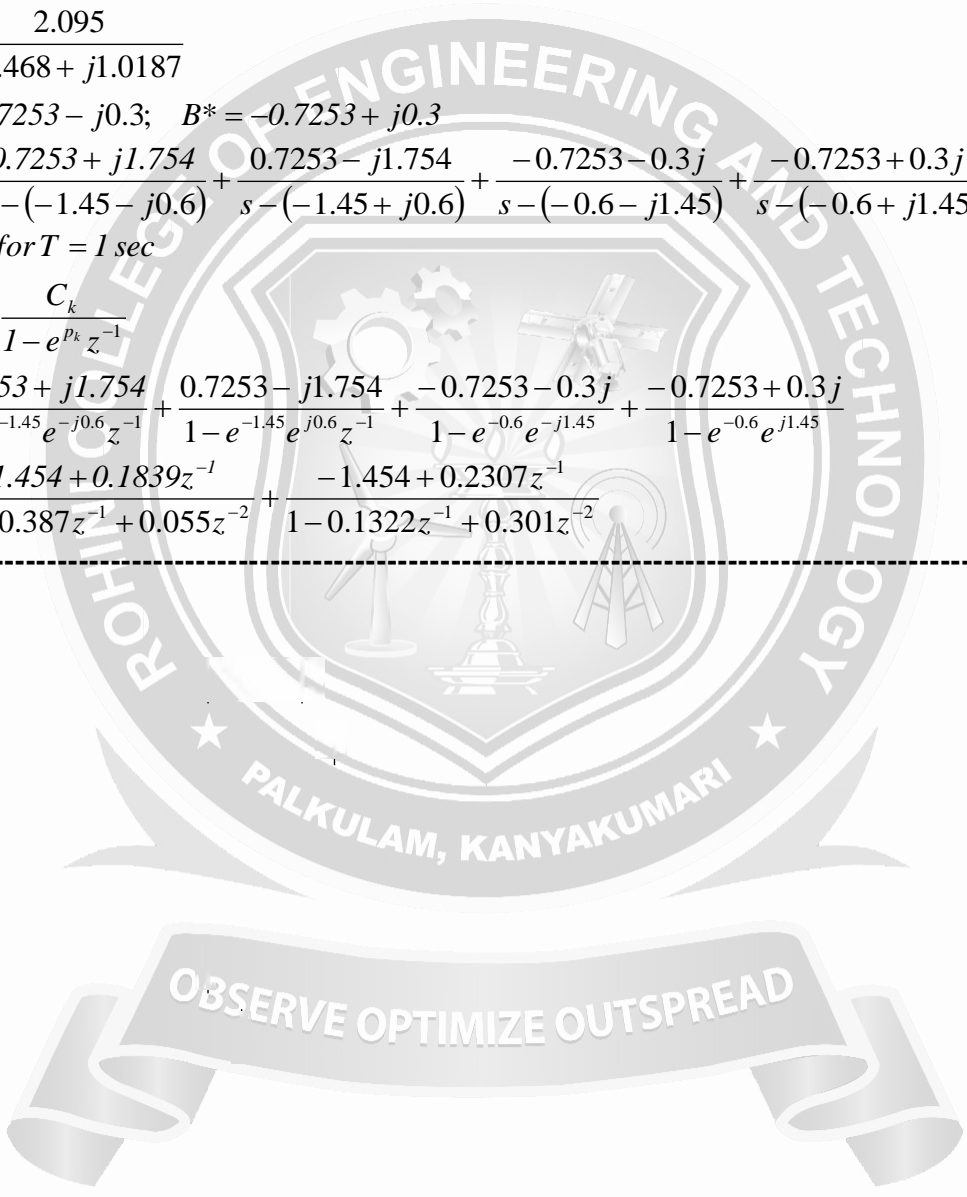 2.095
.468 + j1.0187
7253 − j0.3; B* = −0.7253 + j0.3
0.7253 + j1.754 / − (−1.45 − j0.6) + 0.7253 − j1.754 / s − (−1.45 + j0.6) + −0.7253 − 0.3j / s − (−0.6 − j1.45) + −0.7253 + 0.3j / s − (−0.6 + j1.45
for T = 1 sec
C_k / 1 − e^{p_k} z^{−1}
53 + j1.754 / ^{−1.45} e^{−j0.6} z^{−1} + 0.7253 − j1.754 / 1 − e^{−1.45} e^{j0.6} z^{−1} + −0.7253 − 0.3j / 1 − e^{−0.6} e^{−j1.45} + −0.7253 + 0.3j / 1 − e^{−0.6} e^{j1.45}
.454 + 0.1839z^{−1} / 0.387z^{−1} + 0.055z^{−2} + −1.454 + 0.2307z^{−1} / 1 − 0.1322z^{−1} + 0.301z^{−2}
ROHINI COLLEGE OF ENGINEERING AND TECHNOLOGY
PALKULAM, KANYAKUMARI
OBSERVE OPTIMIZE OUTSPREAD